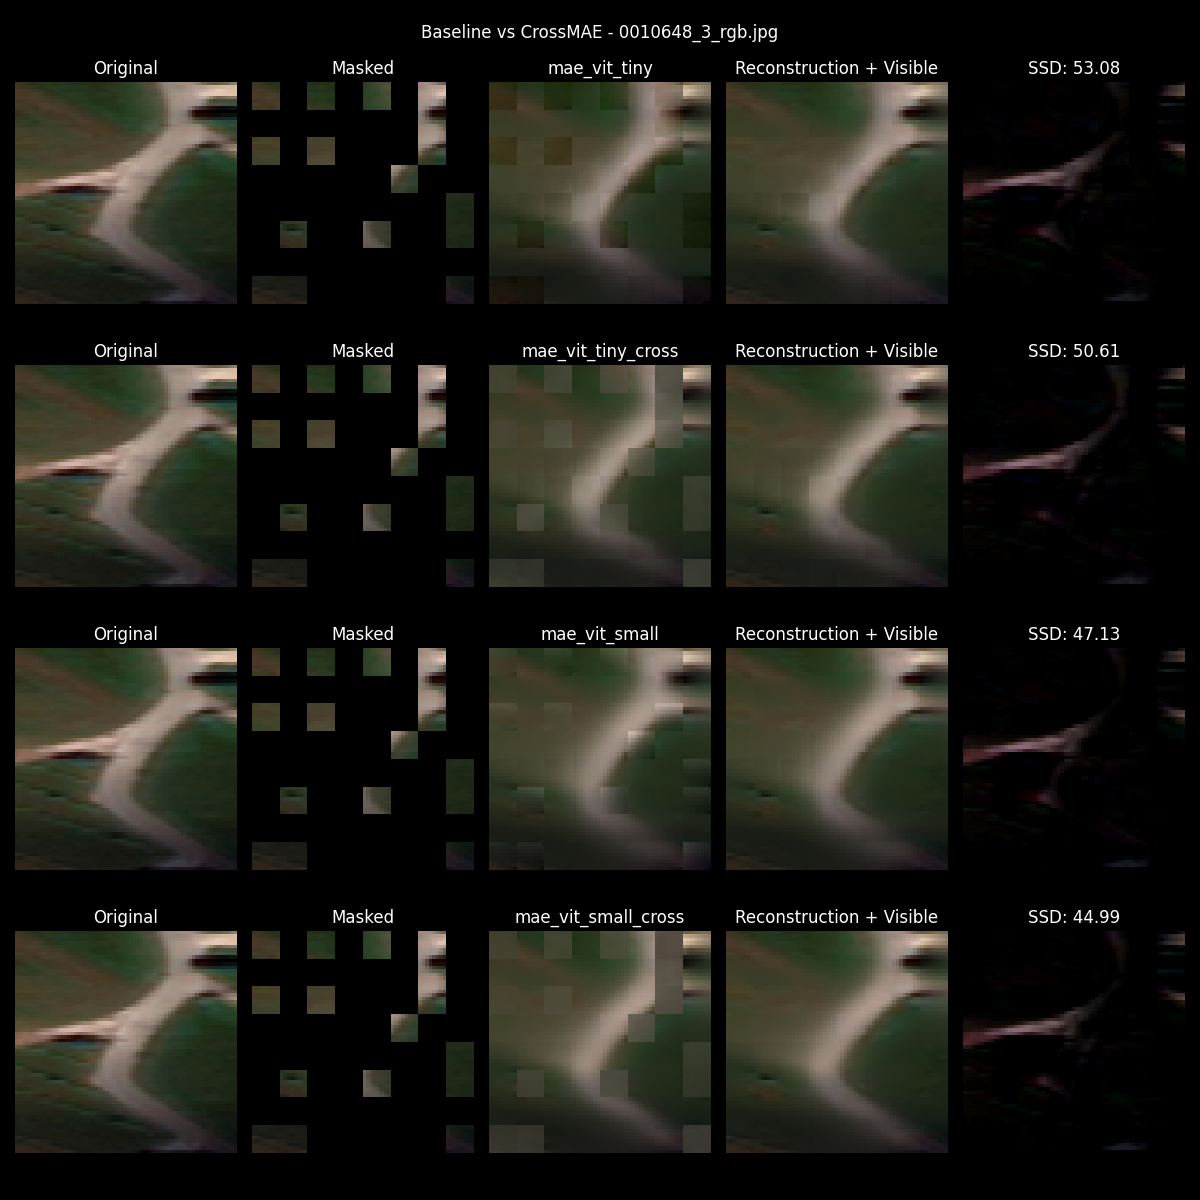 Baseline vs CrossMAE - 0010648_3_rgb.jpg
Original Masked mae_vit_tiny Reconstruction + Visible SSD: 53.08
Original Masked mae_vit_tiny_cross Reconstruction + Visible SSD: 50.61
Original Masked mae_vit_small Reconstruction + Visible SSD: 47.13
Original Masked mae_vit_small_cross Reconstruction + Visible SSD: 44.99